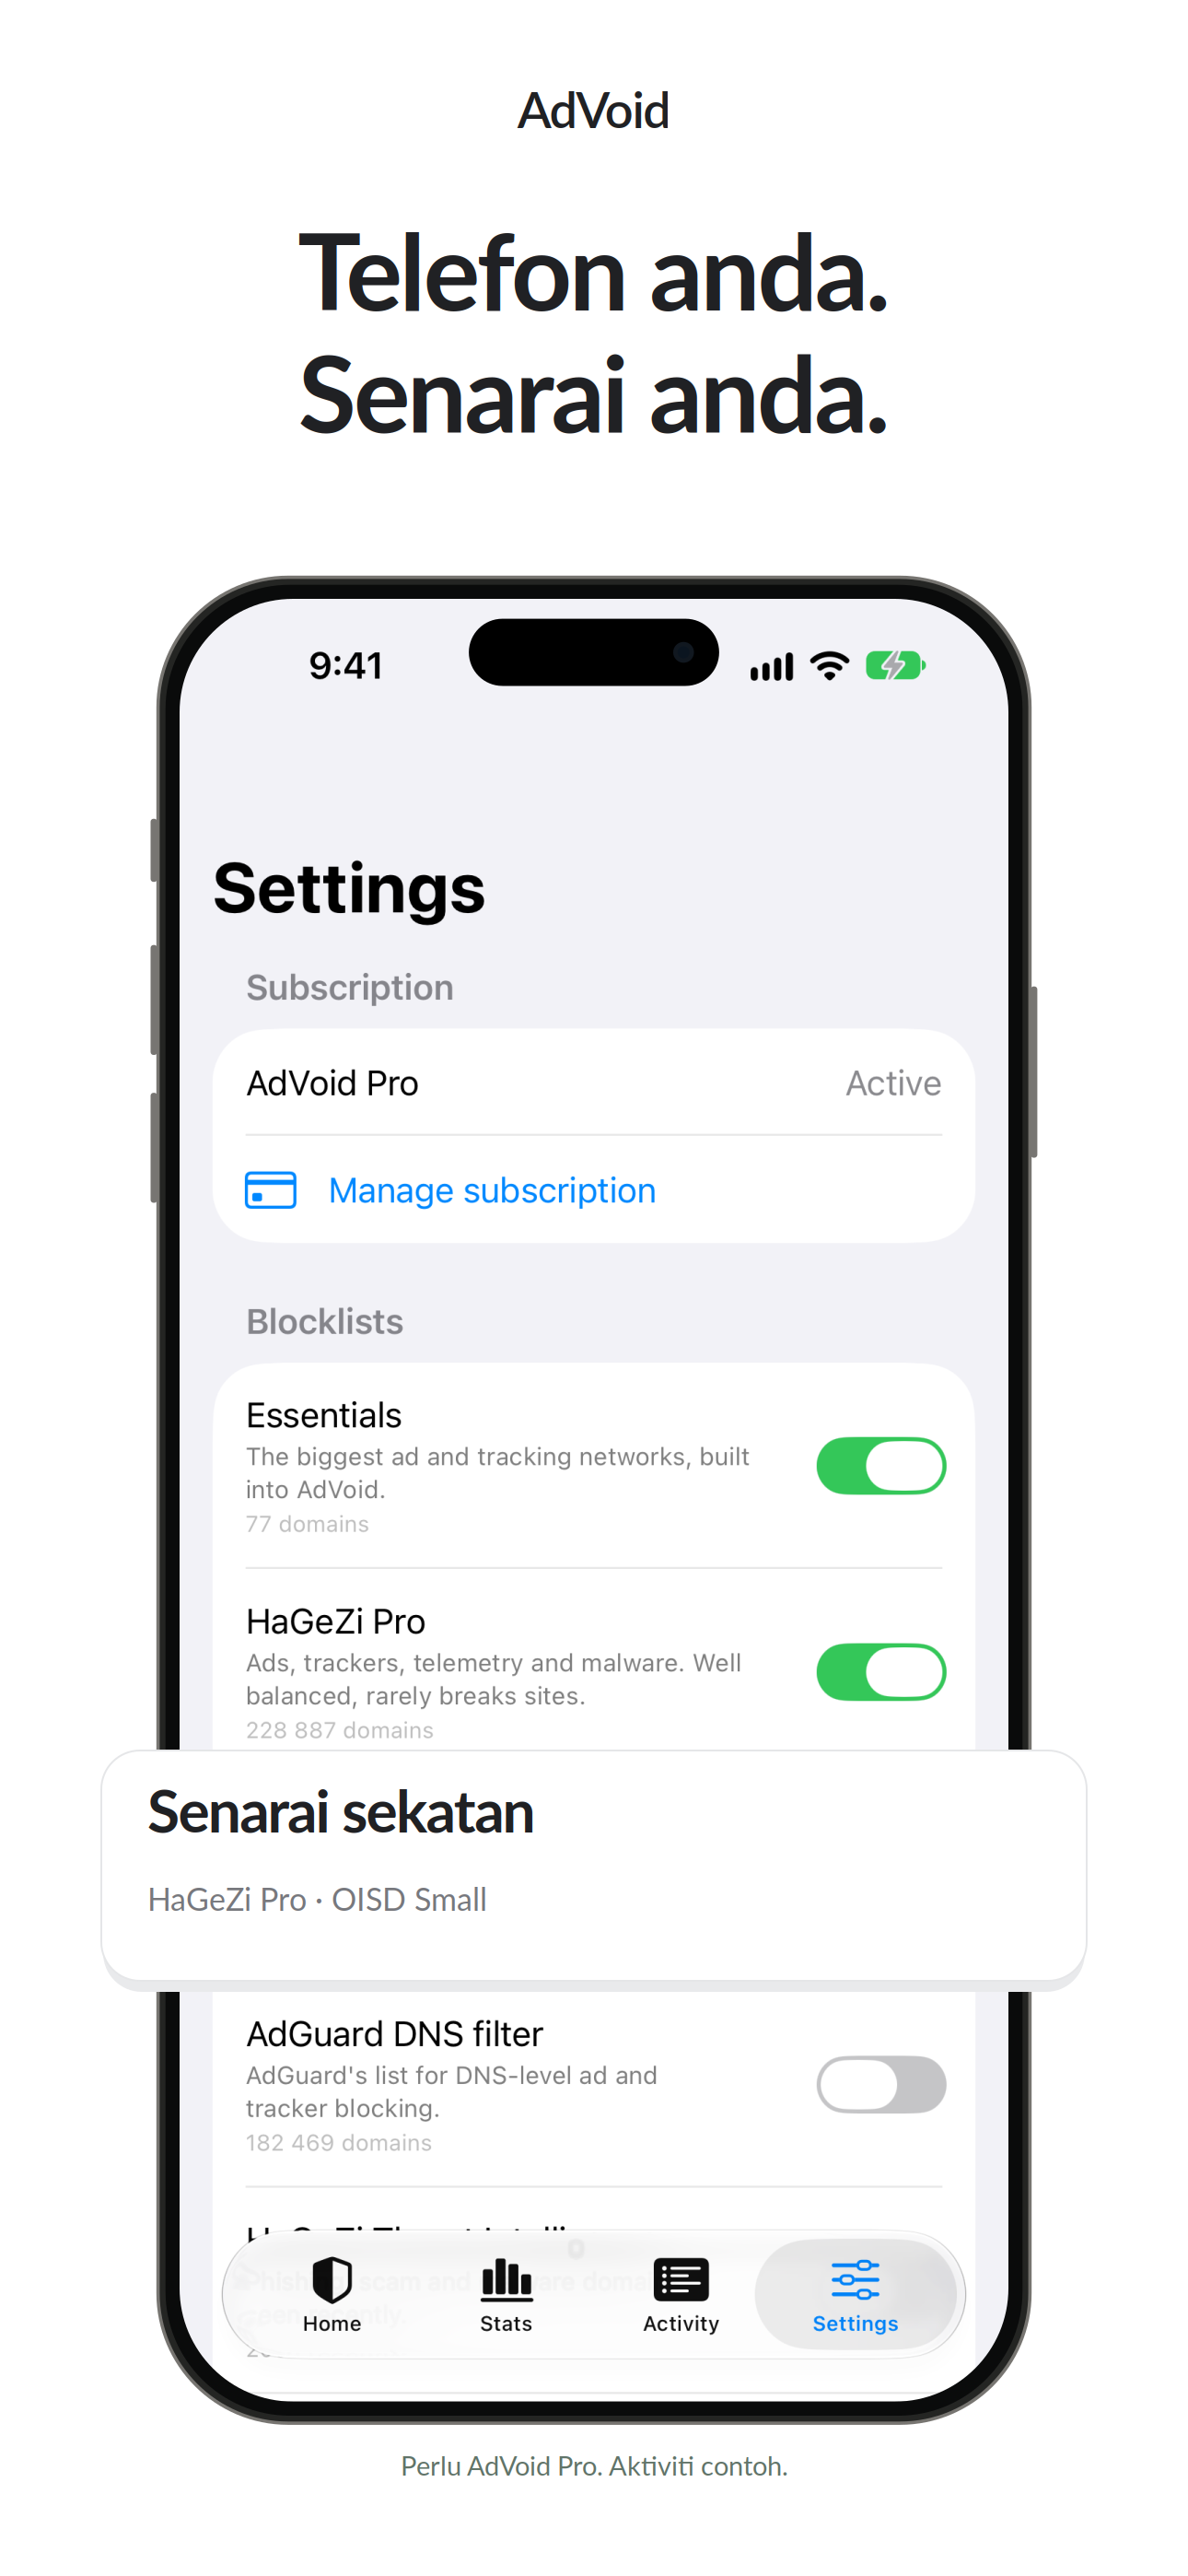 AdVoid
Telefon anda.
Senarai anda.
9:41
Settings
Subscription
AdVoid Pro
Active
Manage subscription
Blocklists
Essentials
The biggest ad and tracking networks, built
into AdVoid.
77 domains
HaGeZi Pro
Ads, trackers, telemetry and malware. Well
balanced, rarely breaks sites.
228 887 domains
Senarai sekatan
HaGeZi Pro · OISD Small
AdGuard DNS filter
AdGuard's list for DNS-level ad and
tracker blocking.
182 469 domains
Home
Stats
Activity
Settings
Perlu AdVoid Pro. Aktiviti contoh.